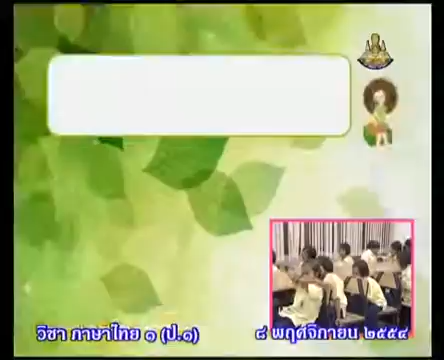 วิชา ภาษาไทย ๑ (ป.๑)
๘ พฤศจิกายน ๒๕๕๔